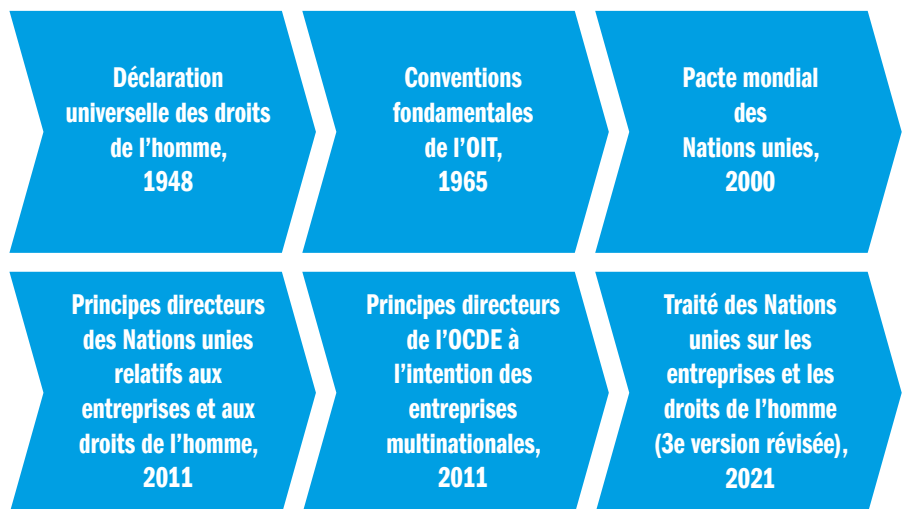 Déclaration
universelle des droits
de l’homme,
1948
Conventions
fondamentales
de l’OIT,
1965
Pacte mondial
des
Nations unies,
2000
Principes directeurs
des Nations unies
relatifs aux
entreprises et aux
droits de l’homme,
2011
Principes directeurs
de l’OCDE à
l’intention des
entreprises
multinationales,
2011
Traité des Nations
unies sur les
entreprises et les
droits de l’homme
(3e version révisée),
2021